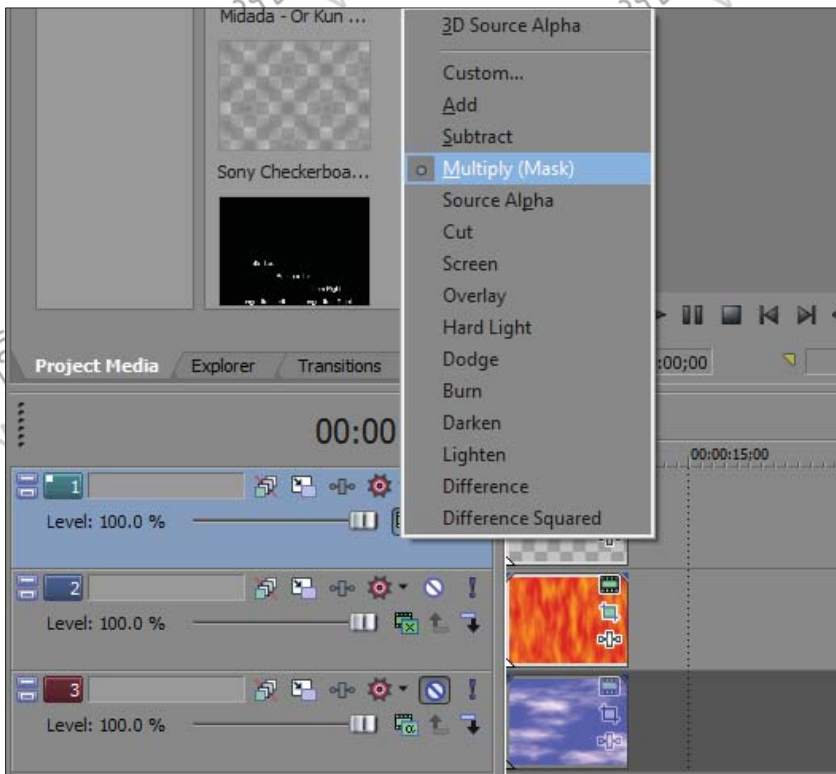 Midada - Or Kun ...
Sony Checkerboa...
3D Source Alpha
Custom...
Add
Subtract
Multiply (Mask)
Source Alpha
Cut
Screen
Overlay
Hard Light
Dodge
Burn
Darken
Lighten
Difference
Difference Squared
Project Media Explorer Transitions
:00;00
00:00
00:00:15;00
1
Level: 100.0 %
2
Level: 100.0 %
3
Level: 100.0 %